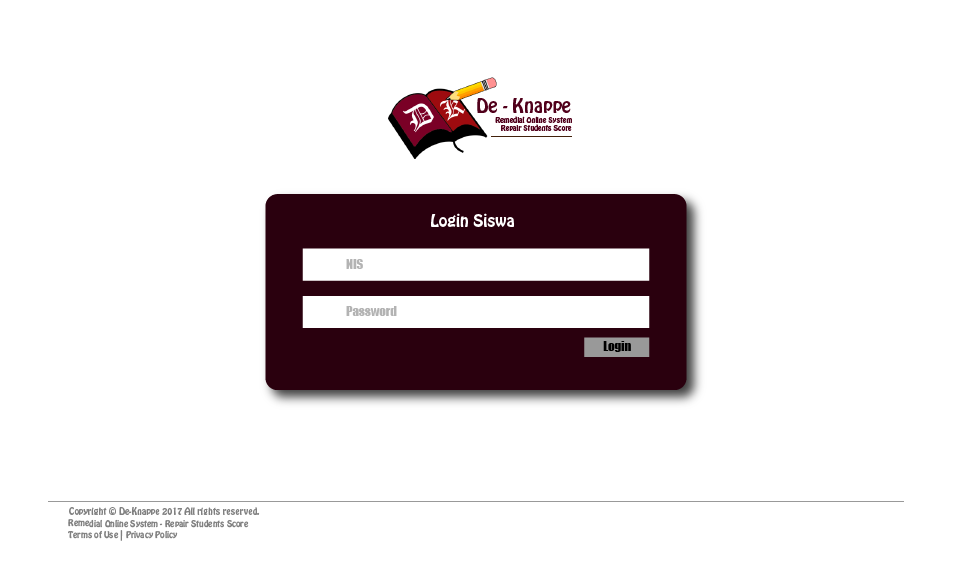 D K
De - Knappe
Remedial Online System
Repair Students Score
Login Siswa
NIS
Password
Login
Copyright © De-Knappe 2017 All rights reserved.
Remedial Online System - Repair Students Score
Terms of Use | Privacy Policy